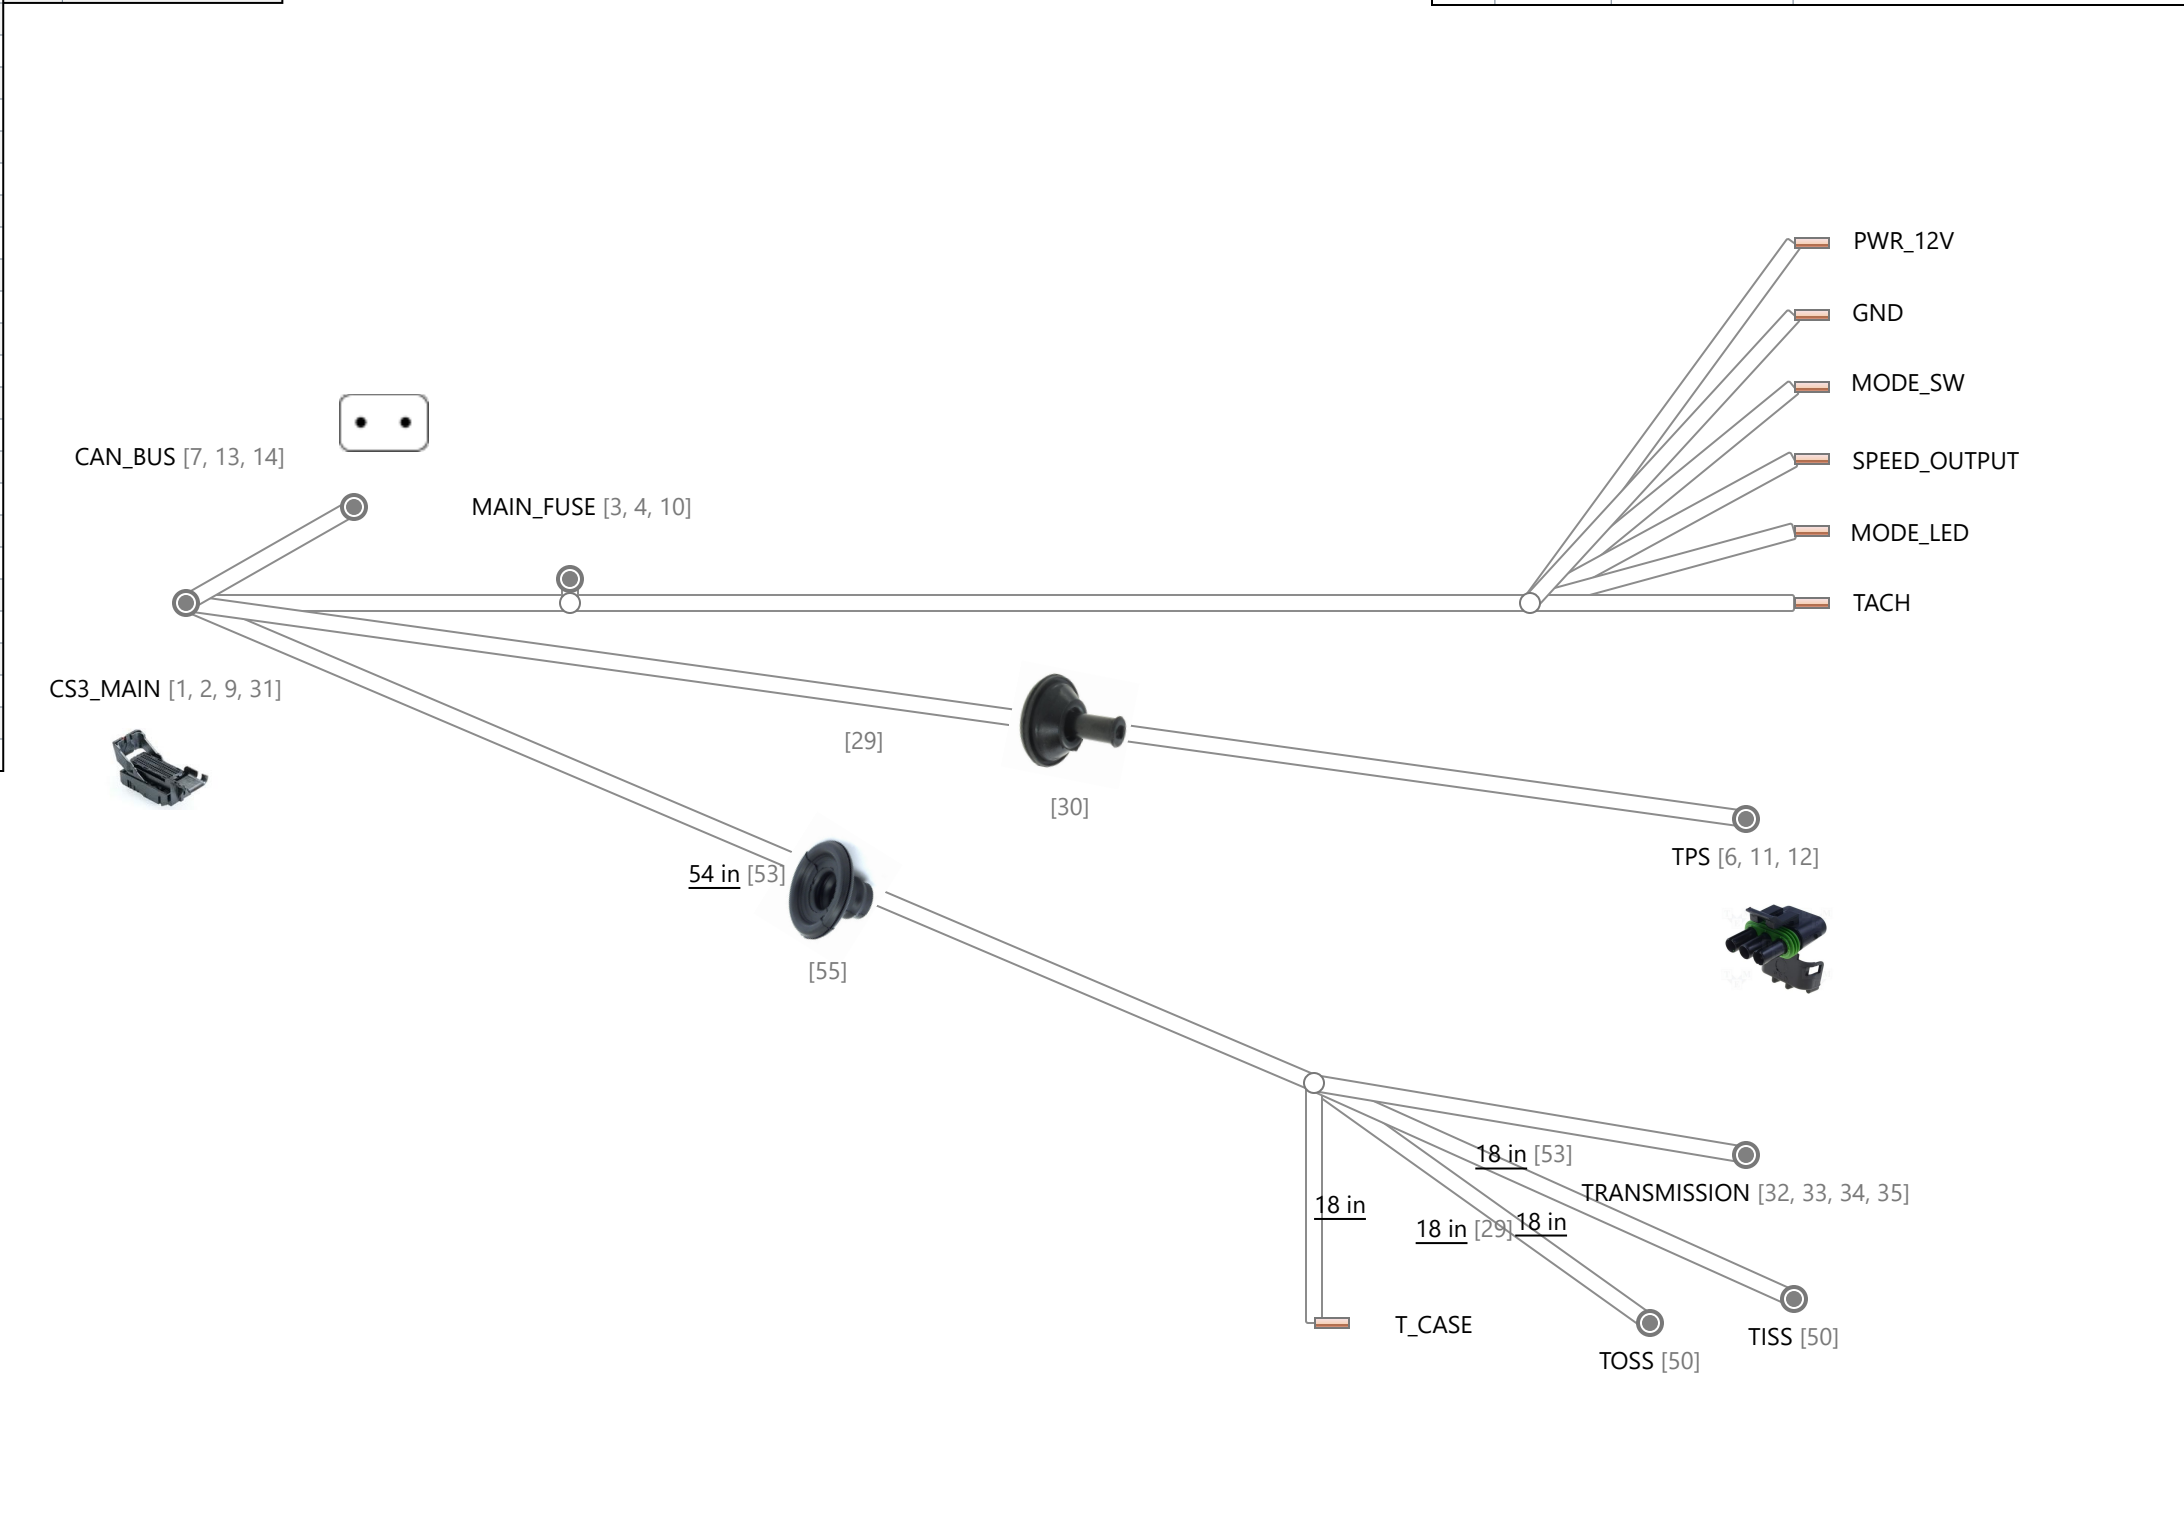 PWR_12V
GND
MODE_SW
CAN_BUS [7, 13, 14]
SPEED_OUTPUT
MAIN_FUSE [3, 4, 10]
MODE_LED
TACH
CS3_MAIN [1, 2, 9, 31]
[29]
[30]
TPS [6, 11, 12]
54 in [53]
[55]
18 in [53]
TRANSMISSION [32, 33, 34, 35]
18 in
18 in [29]
18 in
T_CASE
TISS [50]
TOSS [50]